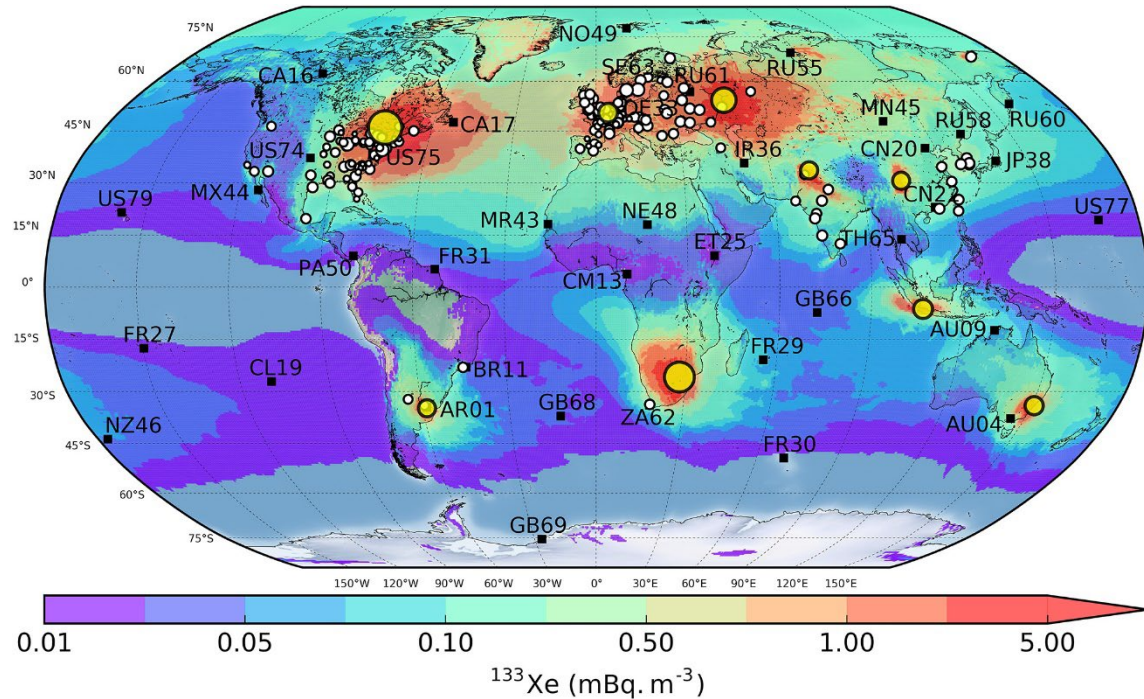 75°N
NO49
60°N
CA16
SE63
RU61
RU55
45°N
CA17
DE33
MN45
RU58
RU60
US74
US75
IR36
CN20
JP38
30°N
US79
MX44
MR43
NE48
CN22
US77
15°N
PA50
FR31
ET25
TH65
0°
CM13
GB66
15°S
FR27
CL19
BR11
FR29
AU09
30°S
NZ46
AR01
GB68
ZA62
AU04
45°S
FR30
60°S
GB69
75°S
150°W 120°W 90°W 60°W 30°W 0° 30°E 60°E 90°E 120°E 150°E
0.01 0.05 0.10 0.50 1.00 5.00
¹³³Xe (mBq. m⁻³)